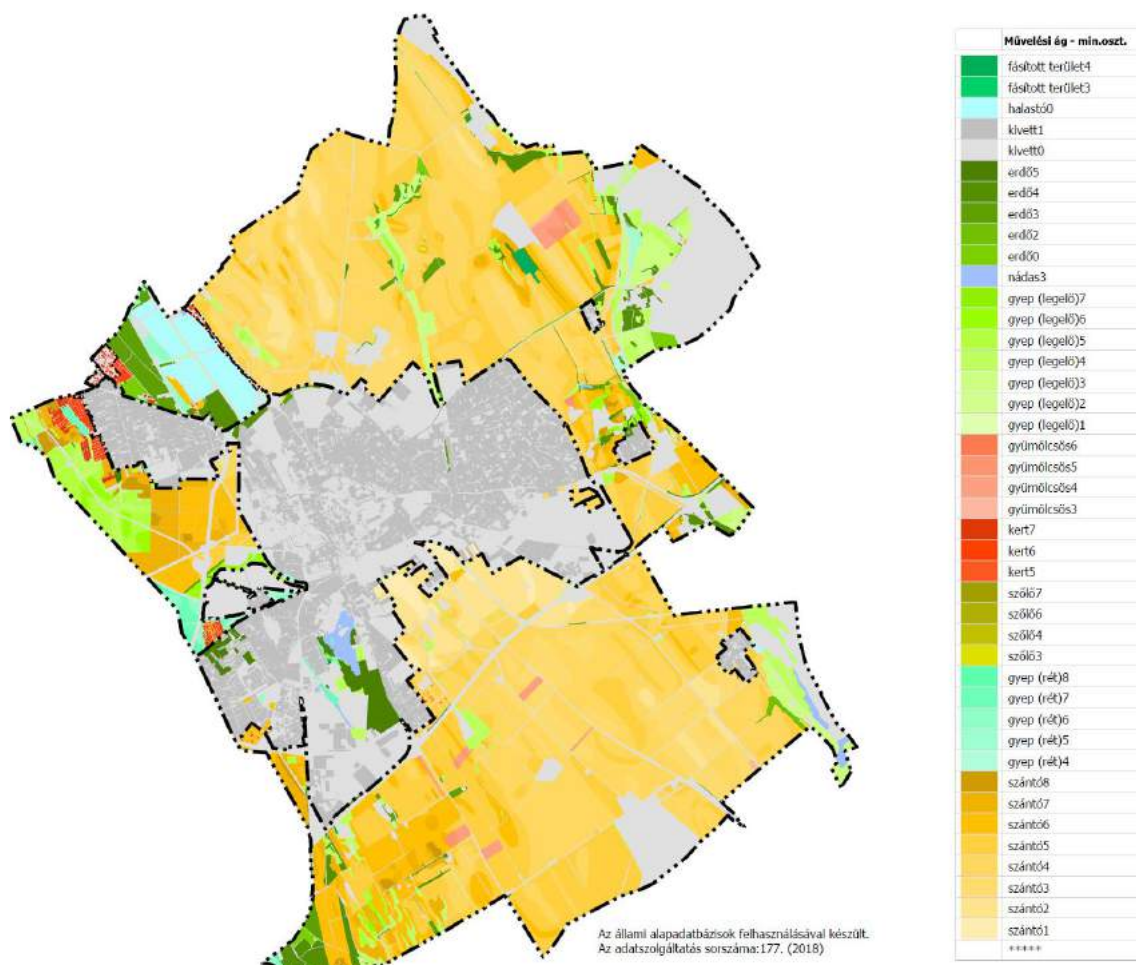 Művelési ág - min.oszt.
fásított terület4
fásított terület3
halastó0
kivett1
kivett0
erdő5
erdő4
erdő3
erdő2
erdő0
nádas3
gyep (legelő)7
gyep (legelő)6
gyep (legelő)5
gyep (legelő)4
gyep (legelő)3
gyep (legelő)2
gyep (legelő)1
gyümölcsös6
gyümölcsös5
gyümölcsös4
gyümölcsös3
kert7
kert6
kert5
szőlő7
szőlő6
szőlő4
szőlő3
gyep (rét)8
gyep (rét)7
gyep (rét)6
gyep (rét)5
gyep (rét)4
szántó8
szántó7
szántó6
szántó5
szántó4
szántó3
szántó2
szántó1
*****
Az állami alapadatbázisok felhasználásával készült.
Az adatszolgáltatás sorszáma:177. (2018)